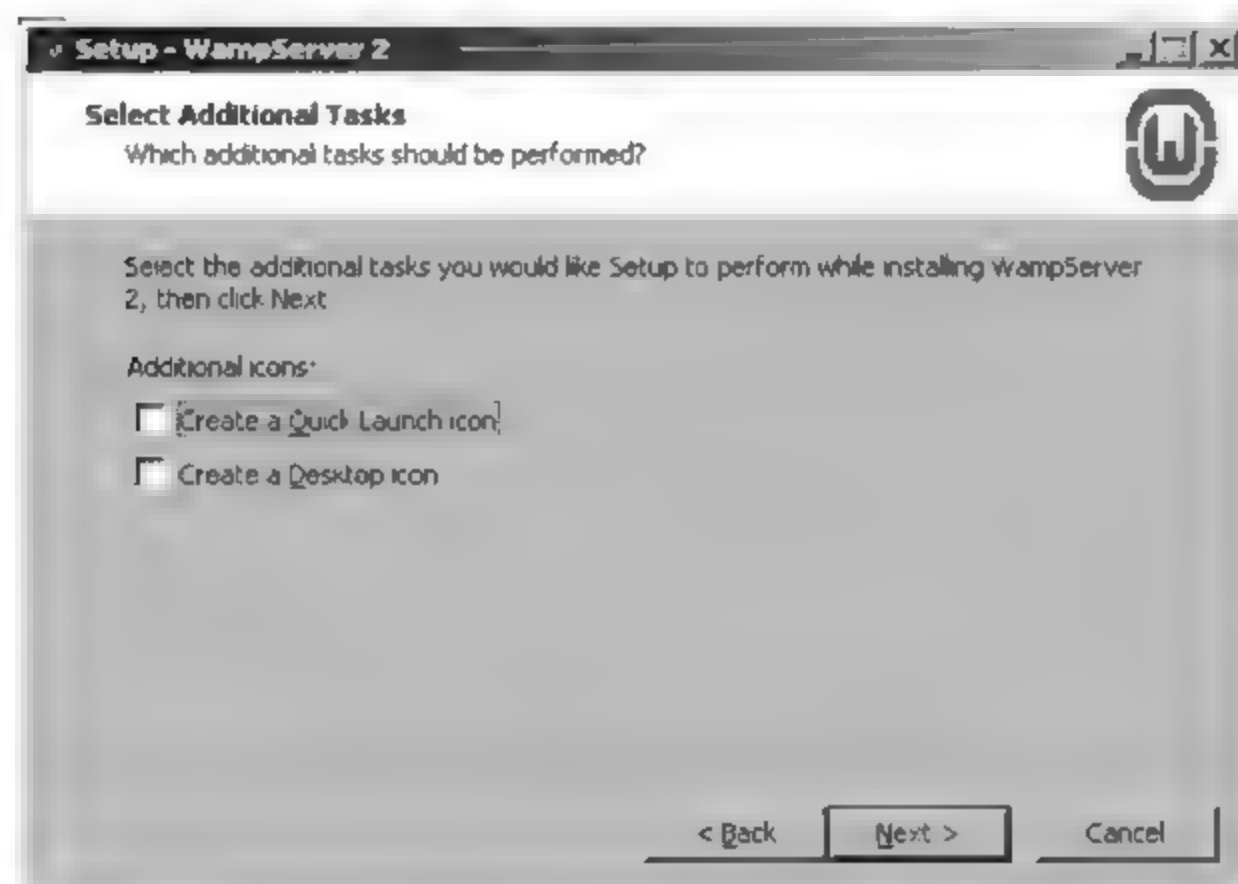 Setup - WampServer 2
Select Additional Tasks
Which additional tasks should be performed?
W
Select the additional tasks you would like Setup to perform while installing WampServer
2, then click Next
Additional icons:
Create a Quick Launch icon
Create a Desktop icon
< Back
Next >
Cancel